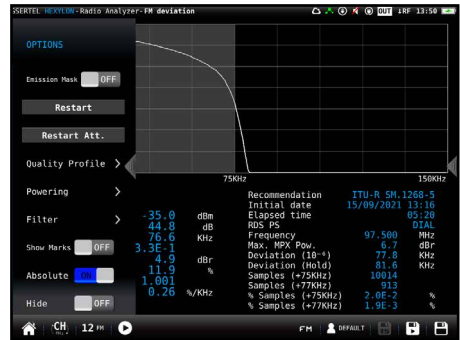 GSERTEL HEXYLON-Radio Analyzer-FM deviation
OUT iRF 13:50
OPTIONS
Emission Mask OFF
Restart
Restart Att.
Quality Profile >
Powering >
Filter >
Show Marks OFF
Absolute ON
Hide OFF
75KHz 150KHz
-35.0 dBm
44.8 dB
76.6 KHz
3.3E-1
4.9 dBr
11.9 %
1.001
0.26 %/KHz
Recommendation ITU-R SM.1268-5
Initial date 15/09/2021 13:16
Elapsed time 05:20
RDS PS DIAL
Frequency 97.500 MHz
Max. MPX Pow. 6.7 dBr
Deviation (10⁻⁶) 77.8 KHz
Deviation (Hold) 81.6 KHz
Samples (+75KHz) 10014
Samples (+77KHz) 913
% Samples (+75KHz) 2.0E-2 %
% Samples (+77KHz) 1.9E-3 %
CH 12 FM FM DEFAULT